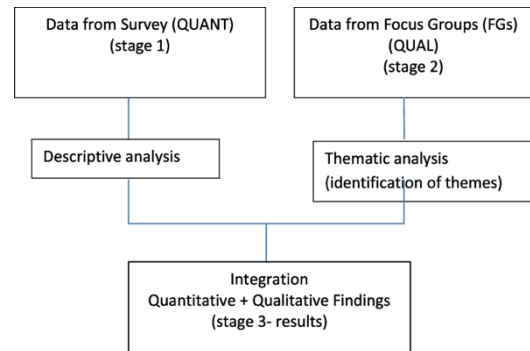 Data from Survey (QUANT)
(stage 1)
Data from Focus Groups (FGs)
(QUAL)
(stage 2)
Descriptive analysis
Thematic analysis
(identification of themes)
Integration
Quantitative + Qualitative Findings
(stage 3- results)